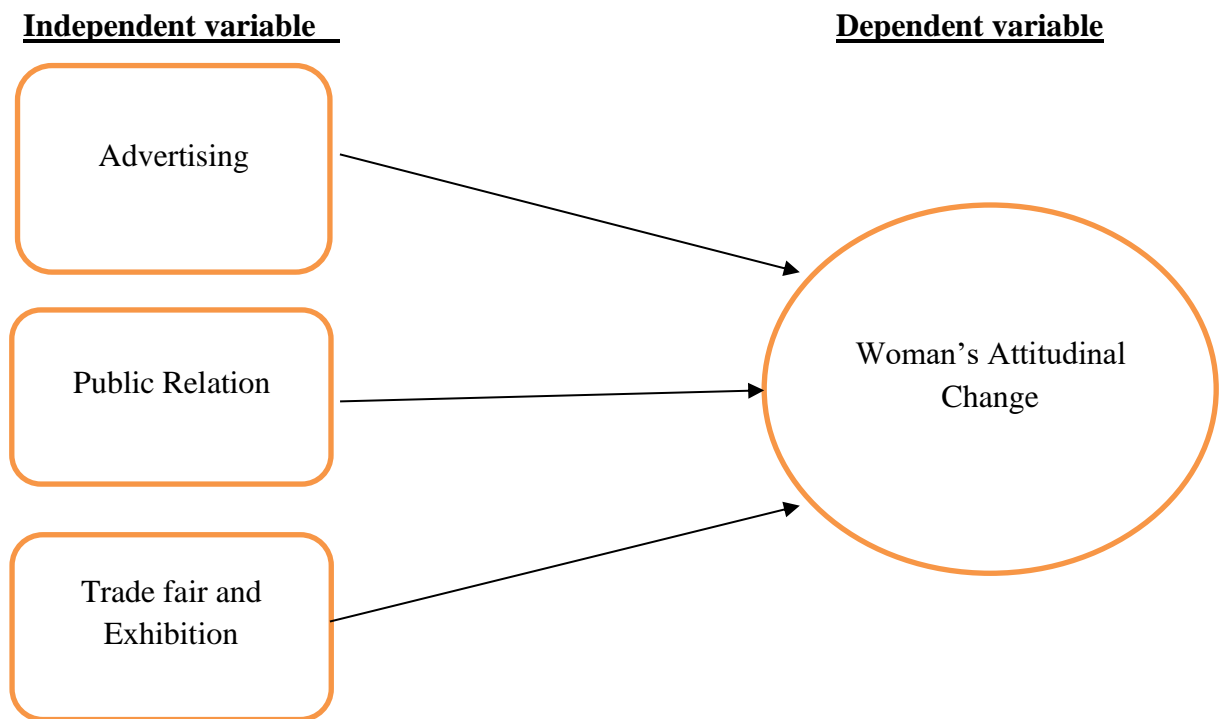 Independent variable
Dependent variable
Advertising
Public Relation
Woman’s Attitudinal
Change
Trade fair and
Exhibition